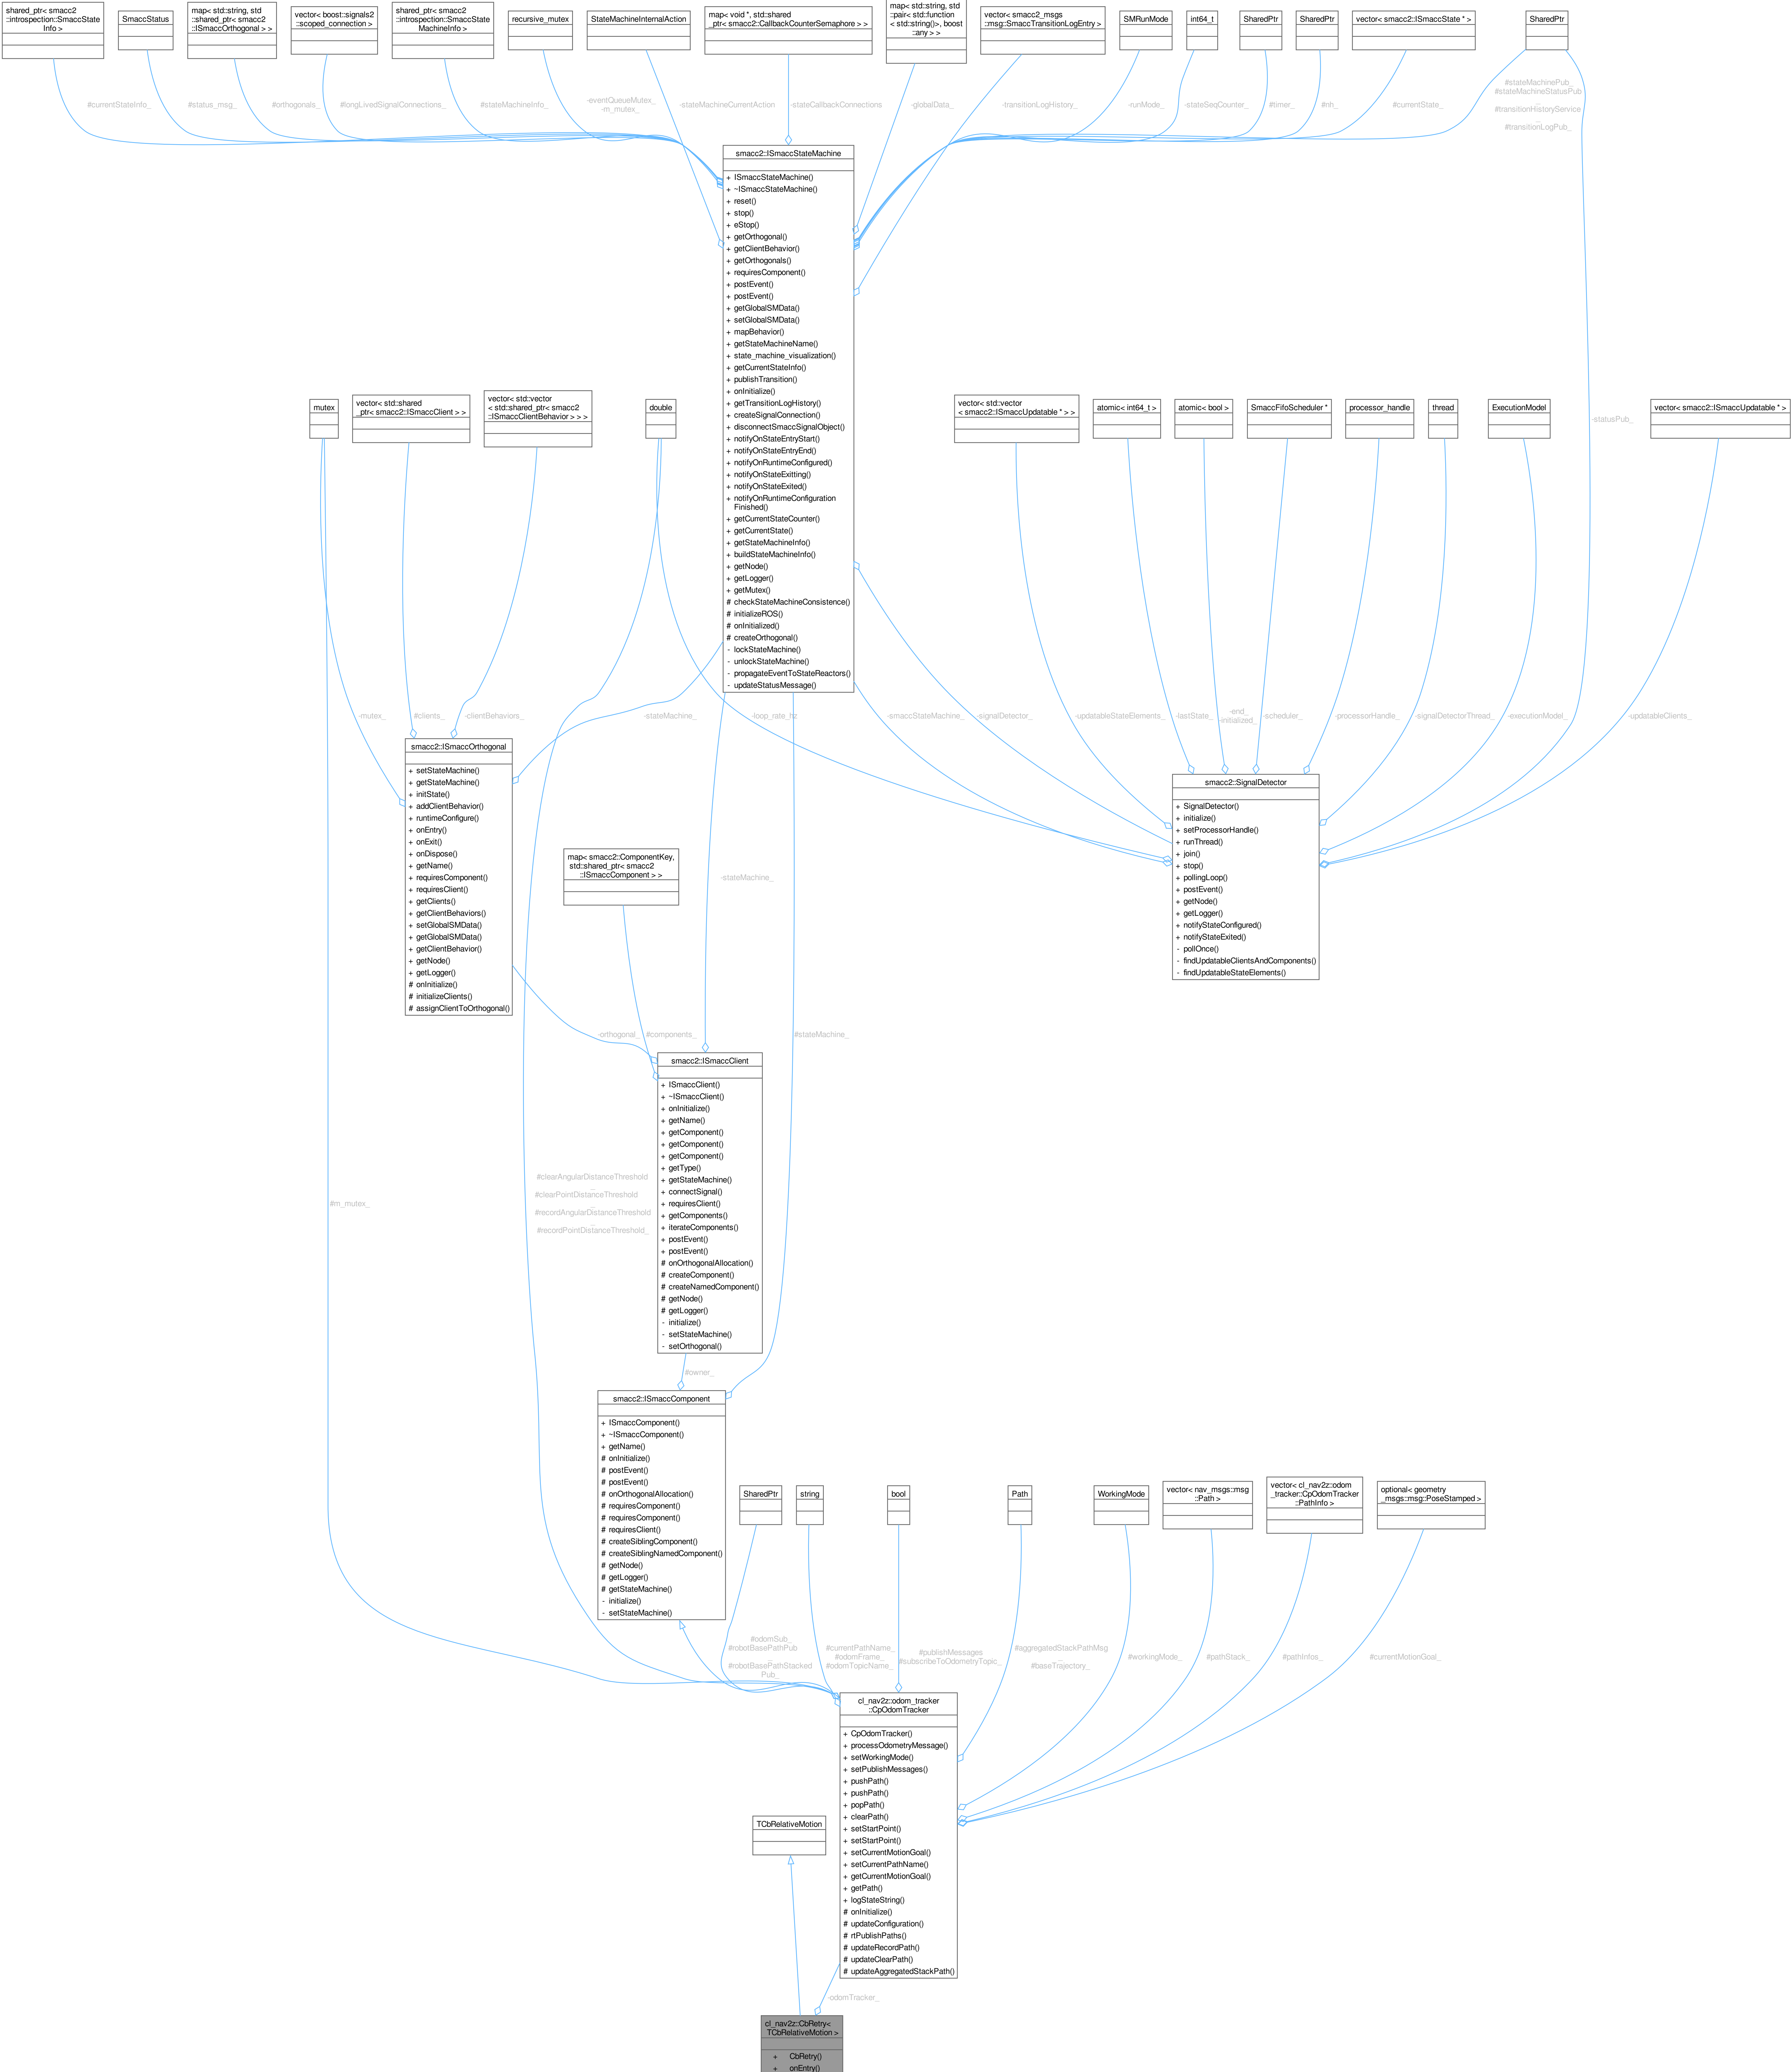 shared_ptr< smacc2
::introspection::SmaccState
Info >
SmaccStatus
map< std::string, std
::shared_ptr< smacc2
::ISmaccOrthogonal > >
vector< boost::signals2
::scoped_connection >
shared_ptr< smacc2
::introspection::SmaccState
MachineInfo >
recursive_mutex
StateMachineInternalAction
map< void *, std::shared
_ptr< smacc2::CallbackCounterSemaphore > >
map< std::string, std
::pair< std::function
< std::string()>, boost
::any > >
vector< smacc2_msgs
::msg::SmaccTransitionLogEntry >
SMRunMode
int64_t
SharedPtr
SharedPtr
vector< smacc2::ISmaccState * >
SharedPtr
#currentStateInfo_
#status_msg_
#orthogonals_
#longLivedSignalConnections_
#stateMachineInfo_
-eventQueueMutex_
-m_mutex_
-stateMachineCurrentAction
-stateCallbackConnections
-globalData_
-transitionLogHistory_
-runMode_
-stateSeqCounter_
#timer_
#nh_
#currentState_
#stateMachinePub_
#stateMachineStatusPub
_
#transitionHistoryService
_
#transitionLogPub_
smacc2::ISmaccStateMachine
+ ISmaccStateMachine()
+ ~ISmaccStateMachine()
+ reset()
+ stop()
+ eStop()
+ getOrthogonal()
+ getClientBehavior()
+ getOrthogonals()
+ requiresComponent()
+ postEvent()
+ postEvent()
+ getGlobalSMData()
+ setGlobalSMData()
+ mapBehavior()
+ getStateMachineName()
+ state_machine_visualization()
+ getCurrentStateInfo()
+ publishTransition()
+ onInitialize()
+ getTransitionLogHistory()
+ createSignalConnection()
+ disconnectSmaccSignalObject()
+ notifyOnStateEntryStart()
+ notifyOnStateEntryEnd()
+ notifyOnRuntimeConfigured()
+ notifyOnStateExitting()
+ notifyOnStateExited()
+ notifyOnRuntimeConfiguration
Finished()
+ getCurrentStateCounter()
+ getCurrentState()
+ getStateMachineInfo()
+ buildStateMachineInfo()
+ getNode()
+ getLogger()
+ getMutex()
# checkStateMachineConsistence()
# initializeROS()
# onInitialized()
# createOrthogonal()
- lockStateMachine()
- unlockStateMachine()
- propagateEventToStateReactors()
- updateStatusMessage()
mutex
vector< std::shared
_ptr< smacc2::ISmaccClient > >
vector< std::vector
< std::shared_ptr< smacc2
::ISmaccClientBehavior > > >
double
vector< std::vector
< smacc2::ISmaccUpdatable * > >
atomic< int64_t >
atomic< bool >
SmaccFifoScheduler *
processor_handle
thread
ExecutionModel
vector< smacc2::ISmaccUpdatable * >
-statusPub_
-mutex_
#clients_
-clientBehaviors_
-stateMachine_
-loop_rate_hz
-smaccStateMachine_
-signalDetector_
-updatableStateElements_
-lastState_
-end_
-initialized_
-scheduler_
-processorHandle_
-signalDetectorThread_
-executionModel_
-updatableClients_
smacc2::ISmaccOrthogonal
+ setStateMachine()
+ getStateMachine()
+ initState()
+ addClientBehavior()
+ runtimeConfigure()
+ onEntry()
+ onExit()
+ onDispose()
+ getName()
+ requiresComponent()
+ requiresClient()
+ getClients()
+ getClientBehaviors()
+ setGlobalSMData()
+ getGlobalSMData()
+ getClientBehavior()
+ getNode()
+ getLogger()
# onInitialize()
# initializeClients()
# assignClientToOrthogonal()
smacc2::SignalDetector
+ SignalDetector()
+ initialize()
+ setProcessorHandle()
+ runThread()
+ join()
+ stop()
+ pollingLoop()
+ postEvent()
+ getNode()
+ getLogger()
+ notifyStateConfigured()
+ notifyStateExited()
- pollOnce()
- findUpdatableClientsAndComponents()
- findUpdatableStateElements()
map< smacc2::ComponentKey,
std::shared_ptr< smacc2
::ISmaccComponent > >
-stateMachine_
-orthogonal_
#components_
#stateMachine_
smacc2::ISmaccClient
+ ISmaccClient()
+ ~ISmaccClient()
+ onInitialize()
+ getName()
+ getComponent()
+ getComponent()
+ getComponent()
+ getType()
+ getStateMachine()
+ connectSignal()
+ requiresClient()
+ getComponents()
+ iterateComponents()
+ postEvent()
+ postEvent()
# onOrthogonalAllocation()
# createComponent()
# createNamedComponent()
# getNode()
# getLogger()
- initialize()
- setStateMachine()
- setOrthogonal()
#m_mutex_
#clearAngularDistanceThreshold
_
#clearPointDistanceThreshold
_
#recordAngularDistanceThreshold
_
#recordPointDistanceThreshold_
#owner_
smacc2::ISmaccComponent
+ ISmaccComponent()
+ ~ISmaccComponent()
+ getName()
# onInitialize()
# postEvent()
# postEvent()
# onOrthogonalAllocation()
# requiresComponent()
# requiresComponent()
# requiresClient()
# createSiblingComponent()
# createSiblingNamedComponent()
# getNode()
# getLogger()
# getStateMachine()
- initialize()
- setStateMachine()
SharedPtr
string
bool
Path
WorkingMode
vector< nav_msgs::msg
::Path >
vector< cl_nav2z::odom
_tracker::CpOdomTracker
::PathInfo >
optional< geometry
_msgs::msg::PoseStamped >
#odomSub_
#robotBasePathPub
_
#robotBasePathStacked
Pub_
#currentPathName_
#odomFrame_
#odomTopicName_
#publishMessages
#subscribeToOdometryTopic_
#aggregatedStackPathMsg
_
#baseTrajectory_
#workingMode_
#pathStack_
#pathInfos_
#currentMotionGoal_
cl_nav2z::odom_tracker
::CpOdomTracker
+ CpOdomTracker()
+ processOdometryMessage()
+ setWorkingMode()
+ setPublishMessages()
+ pushPath()
+ pushPath()
+ popPath()
+ clearPath()
+ setStartPoint()
+ setStartPoint()
+ setCurrentMotionGoal()
+ setCurrentPathName()
+ getCurrentMotionGoal()
+ getPath()
+ logStateString()
# onInitialize()
# updateConfiguration()
# rtPublishPaths()
# updateRecordPath()
# updateClearPath()
# updateAggregatedStackPath()
TCbRelativeMotion
-odomTracker_
cl_nav2z::CbRetry<
TCbRelativeMotion >
+ CbRetry()
+ onEntry()